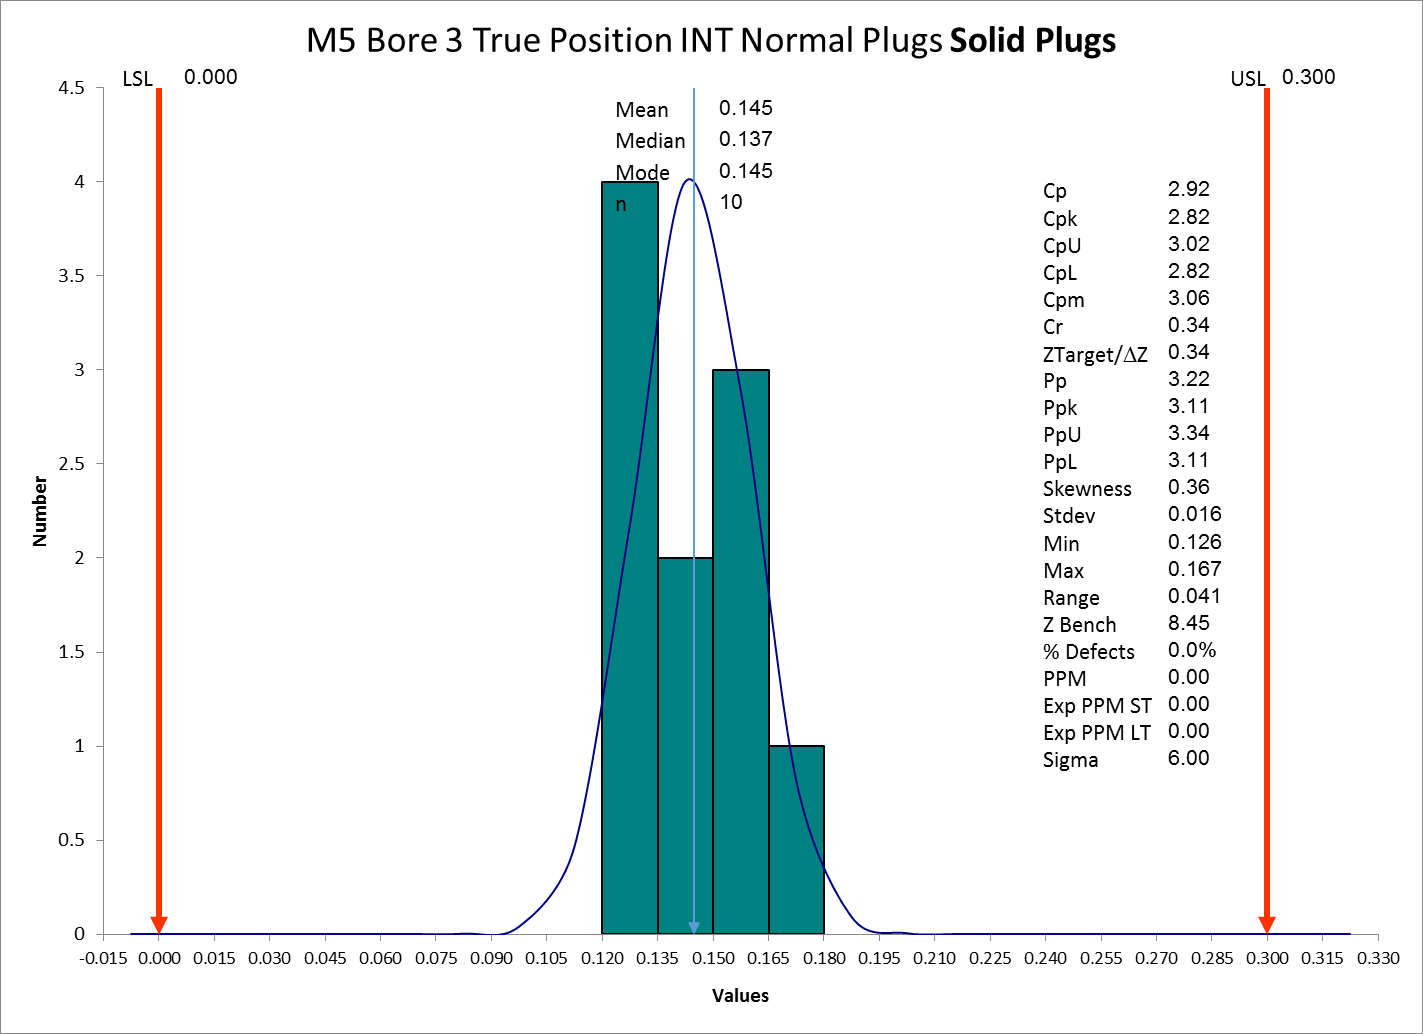 M5 Bore 3 True Position INT Normal Plugs Solid Plugs
LSL 0.000
USL 0.300
Mean 0.145
Median 0.137
Mode 0.145
n 10
Cp 2.92
Cpk 2.82
CpU 3.02
CpL 2.82
Cpm 3.06
Cr 0.34
ZTarget/ΔZ 0.34
Pp 3.22
Ppk 3.11
PpU 3.34
PpL 3.11
Skewness 0.36
Stdev 0.016
Min 0.126
Max 0.167
Range 0.041
Z Bench 8.45
% Defects 0.0%
PPM 0.00
Exp PPM ST 0.00
Exp PPM LT 0.00
Sigma 6.00
Number
4.5
4
3.5
3
2.5
2
1.5
1
0.5
0
-0.015 0.000 0.015 0.030 0.045 0.060 0.075 0.090 0.105 0.120 0.135 0.150 0.165 0.180 0.195 0.210 0.225 0.240 0.255 0.270 0.285 0.300 0.315 0.330
Values